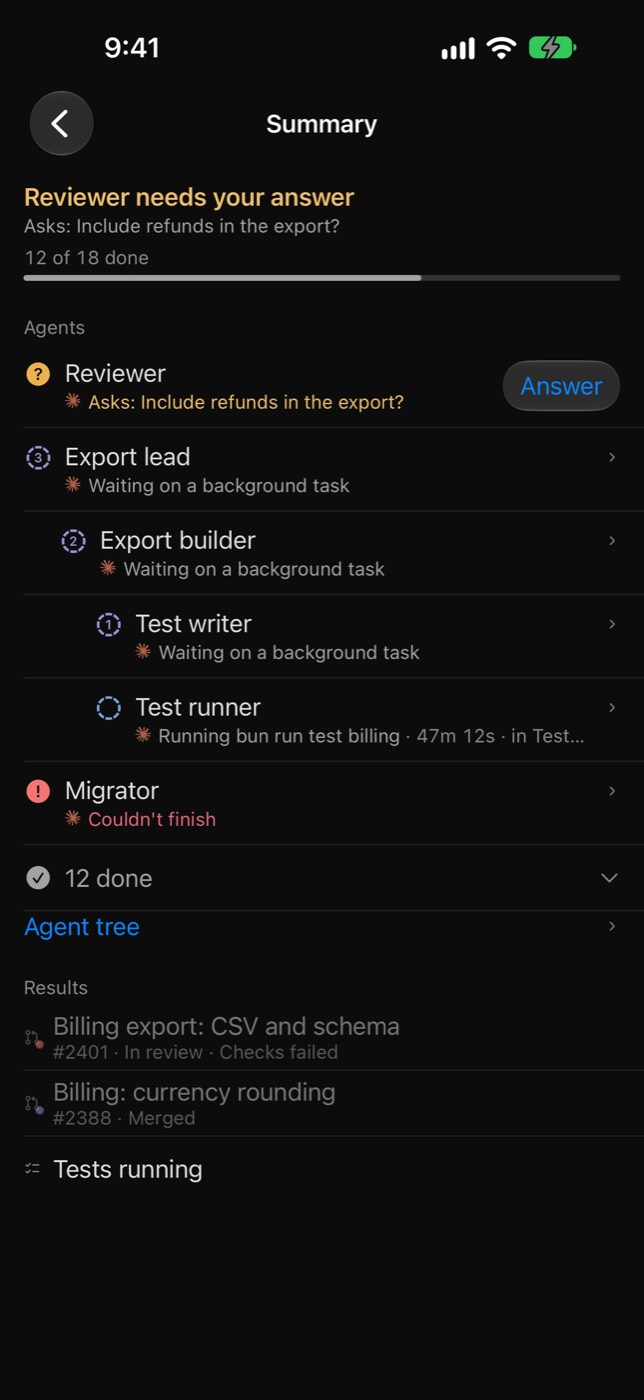 9:41
Summary
Reviewer needs your answer
Asks: Include refunds in the export?
12 of 18 done
Agents
?
Reviewer
Asks: Include refunds in the export?
Answer
3
Export lead
Waiting on a background task
2
Export builder
Waiting on a background task
1
Test writer
Waiting on a background task
Test runner
Running bun run test billing · 47m 12s · in Test...
!
Migrator
Couldn't finish
12 done
Agent tree
Results
Billing export: CSV and schema
#2401 · In review · Checks failed
Billing: currency rounding
#2388 · Merged
Tests running